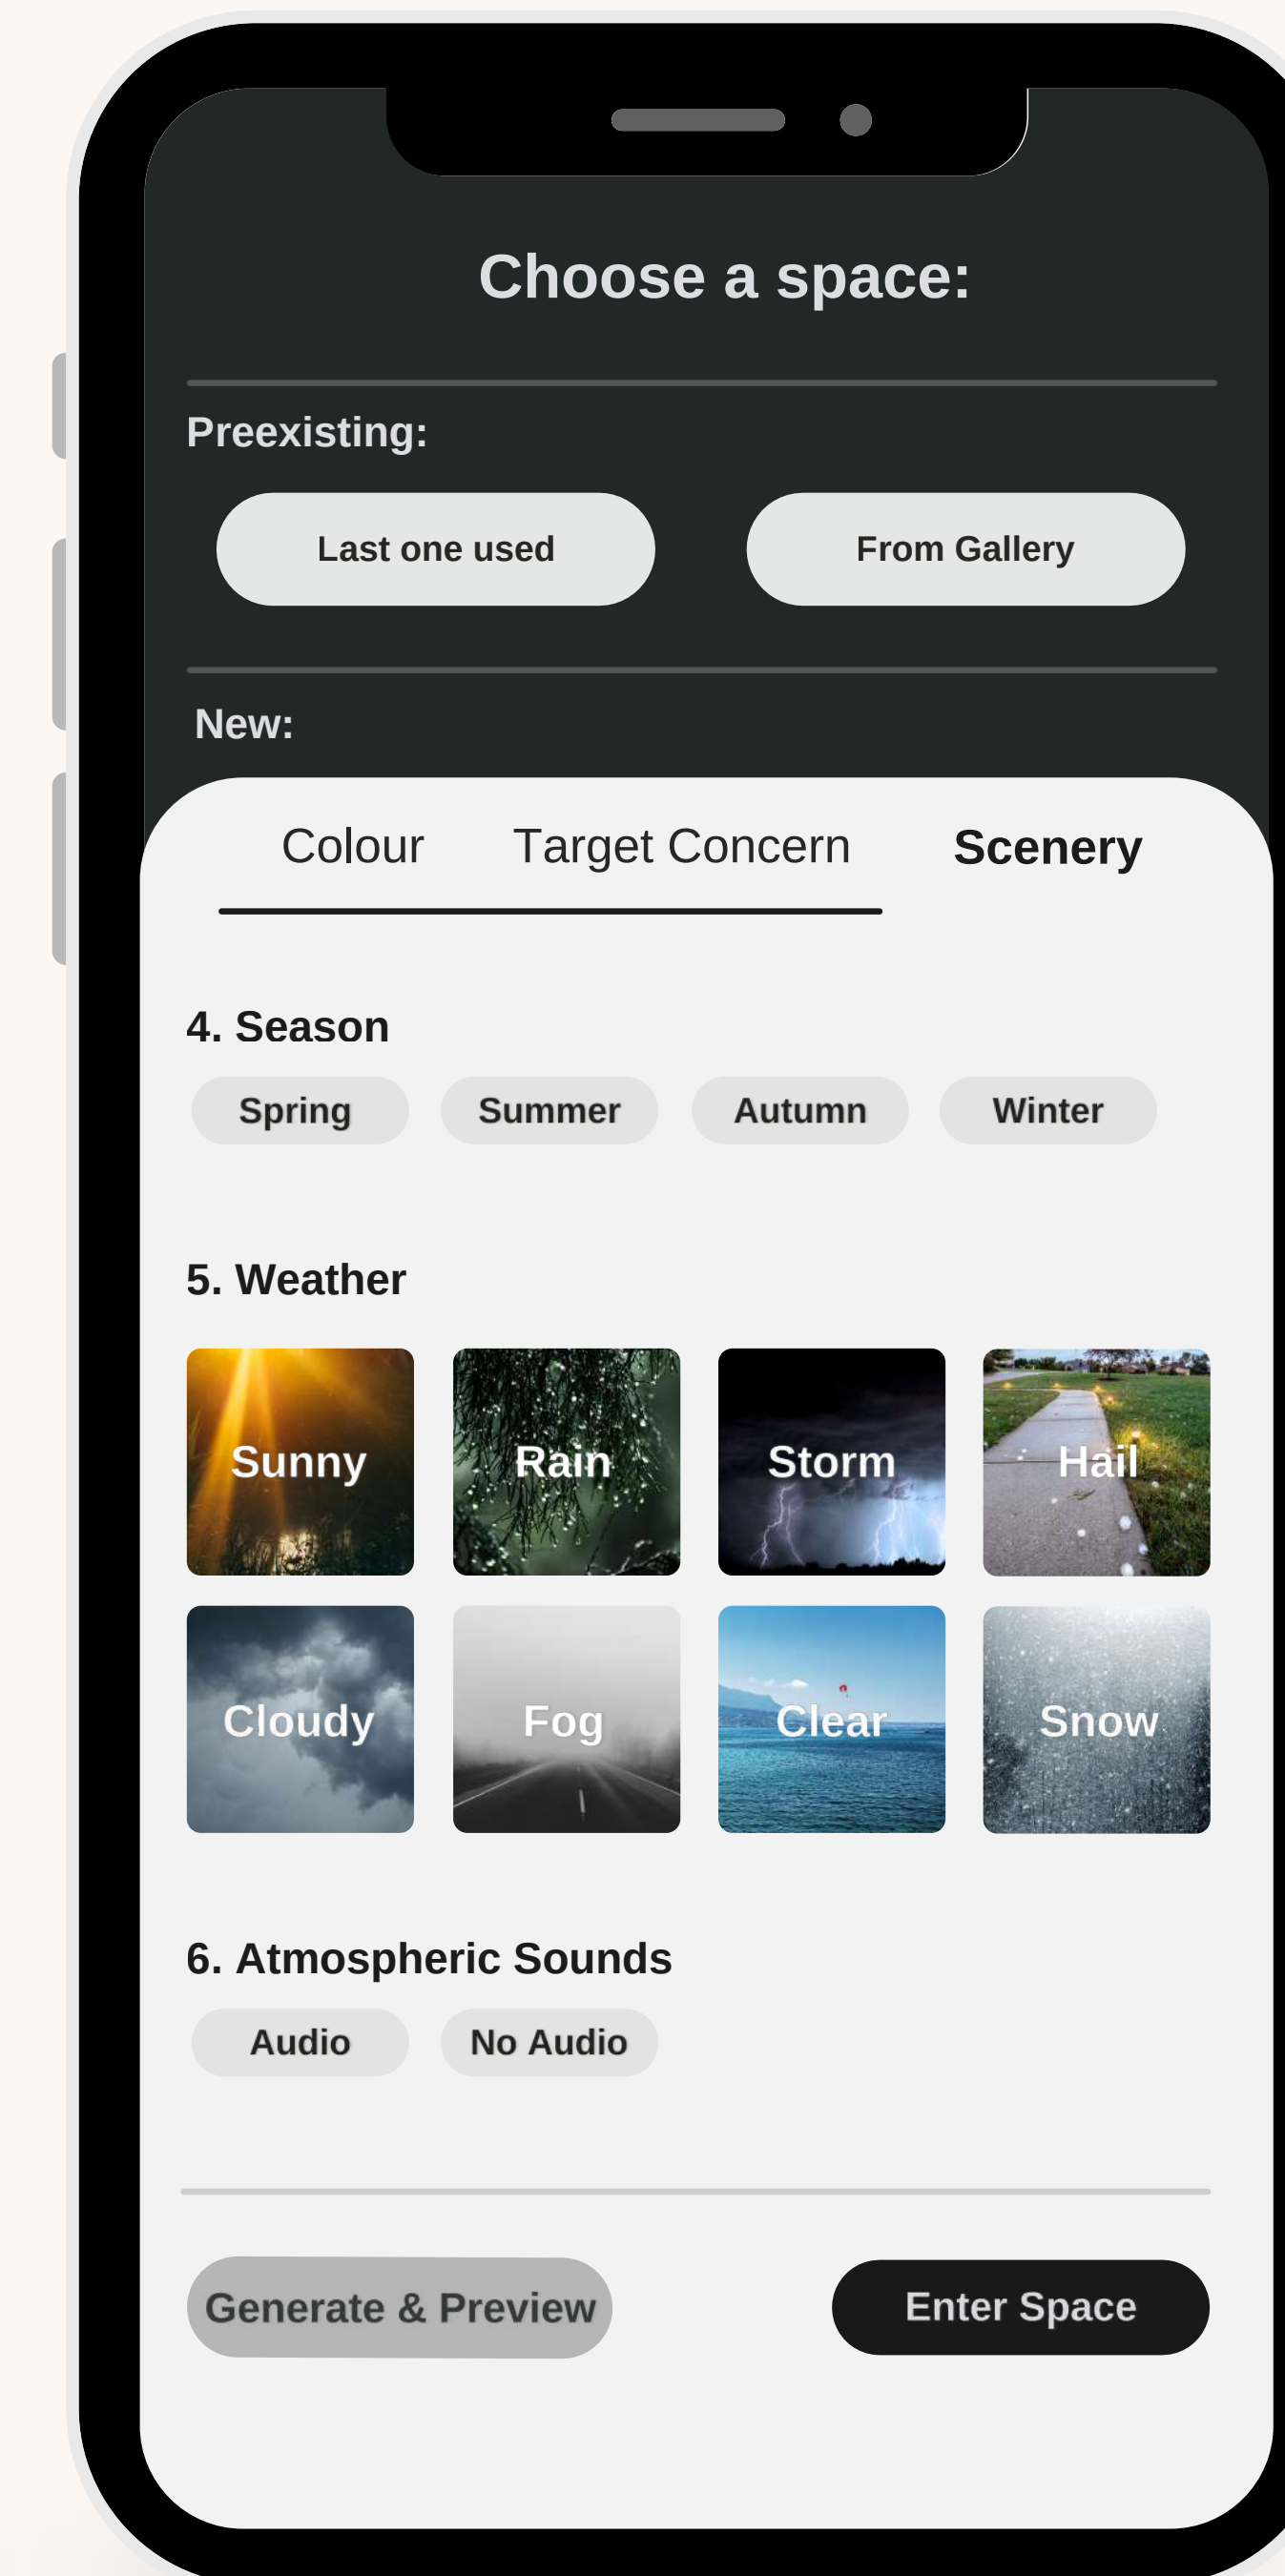 Choose a space:
Preexisting:
Last one used From Gallery
New:
Colour Target Concern Scenery
4. Season
Spring Summer Autumn Winter
5. Weather
Sunny Rain Storm Hail
Cloudy Fog Clear Snow
6. Atmospheric Sounds
Audio No Audio
Generate & Preview Enter Space